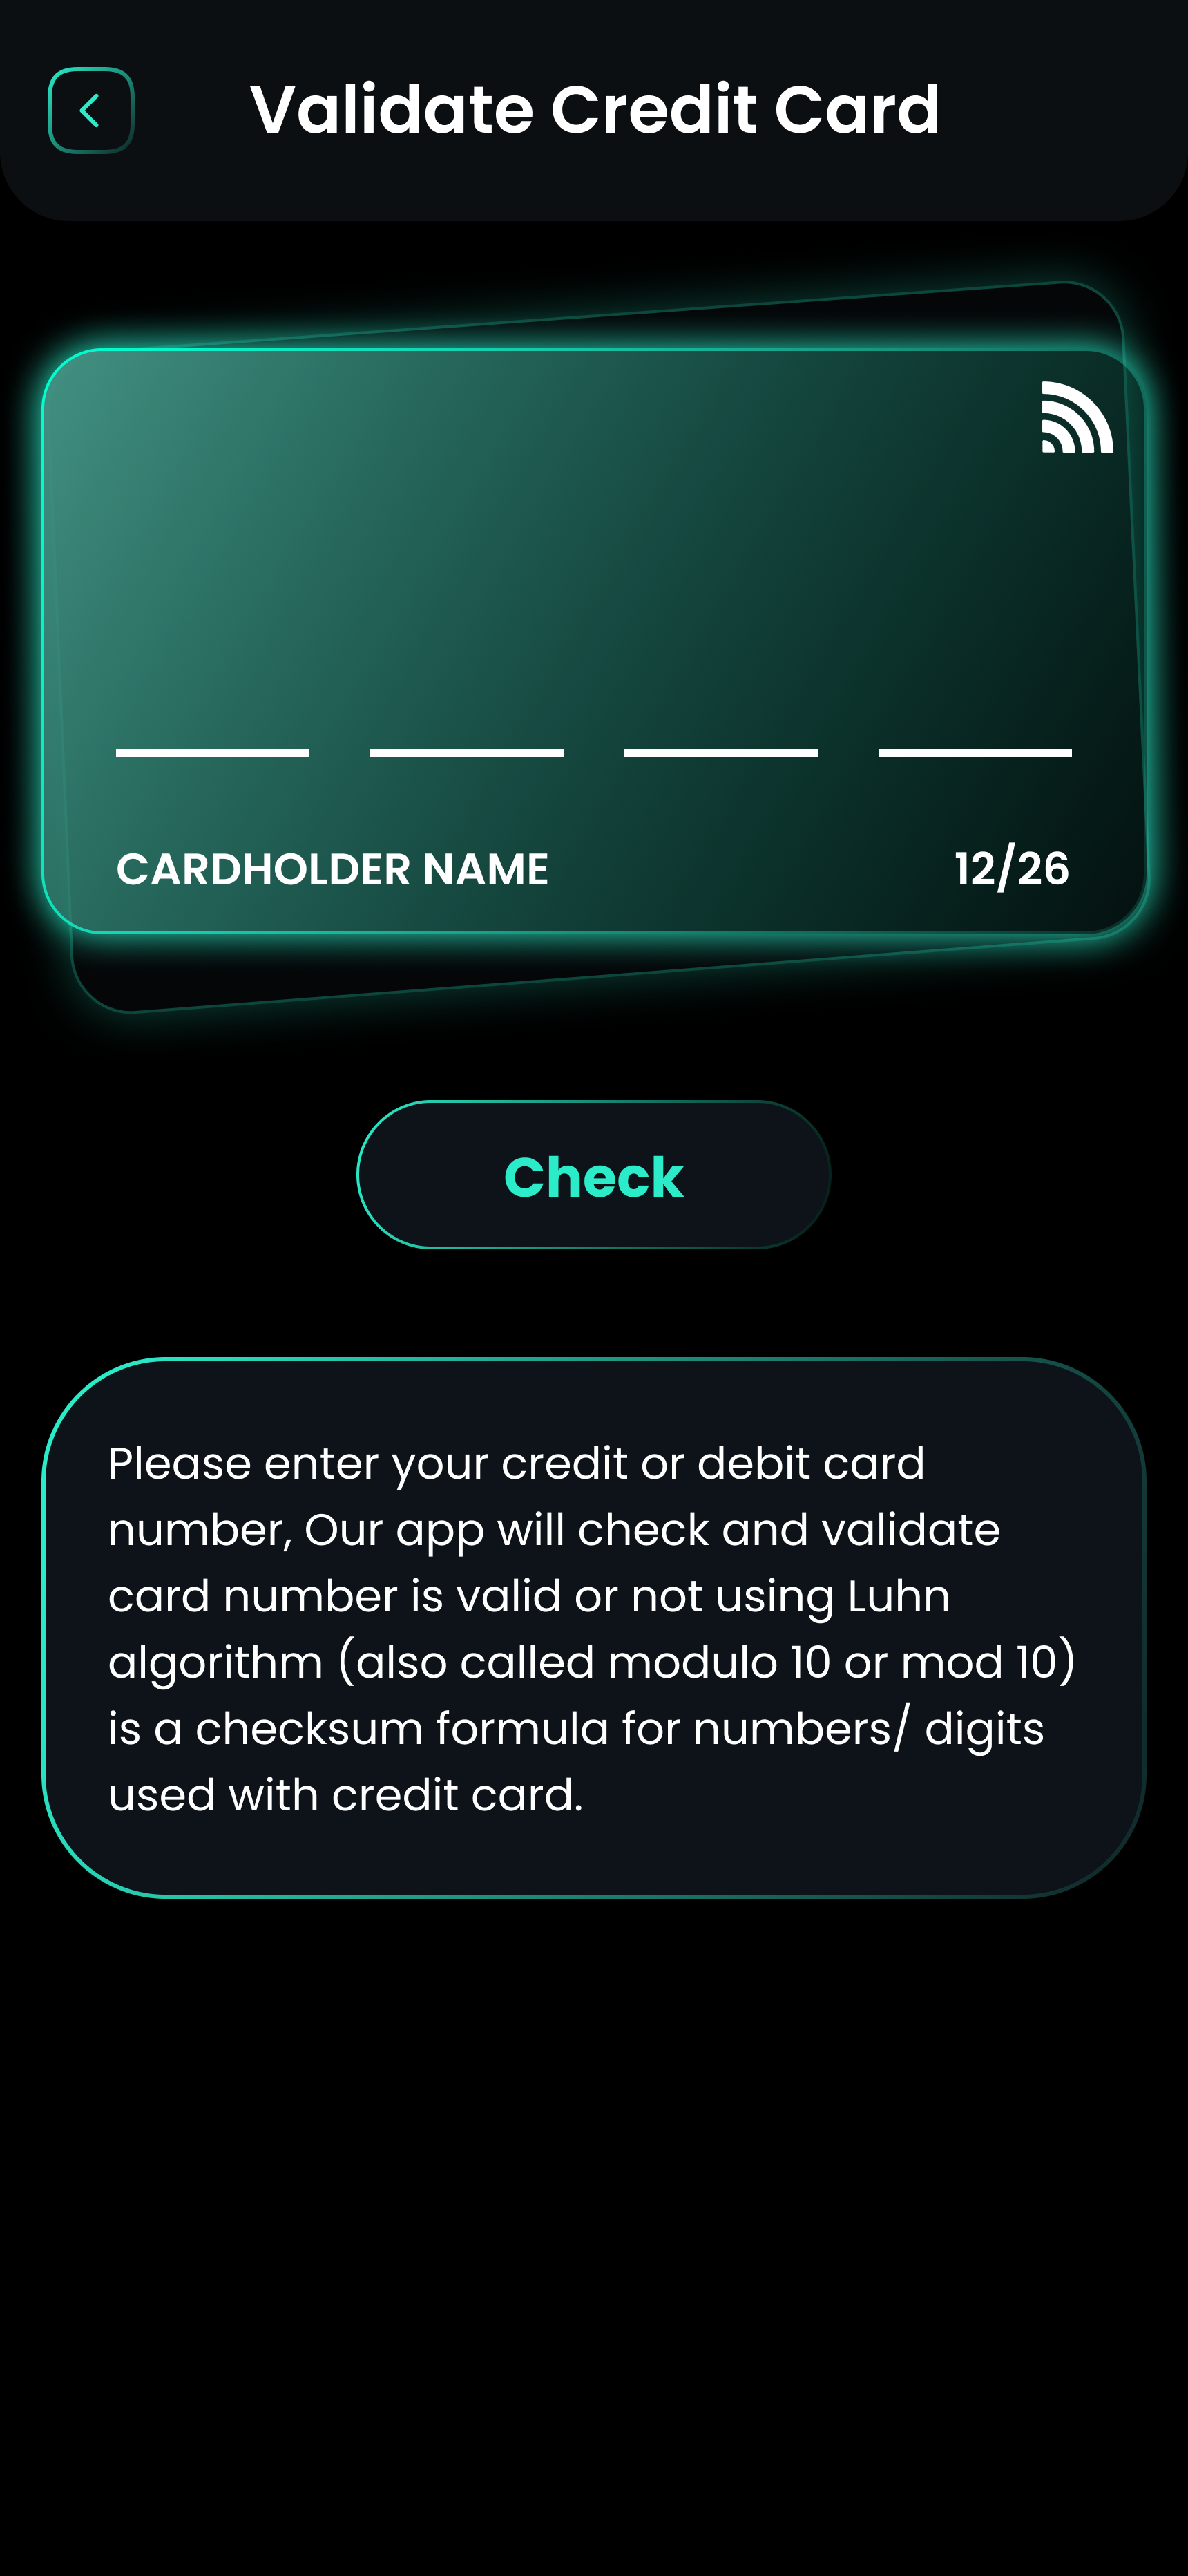 Validate Credit Card
CARDHOLDER NAME 12/26
Check
Please enter your credit or debit card
number, Our app will check and validate
card number is valid or not using Luhn
algorithm (also called modulo 10 or mod 10)
is a checksum formula for numbers/ digits
used with credit card.